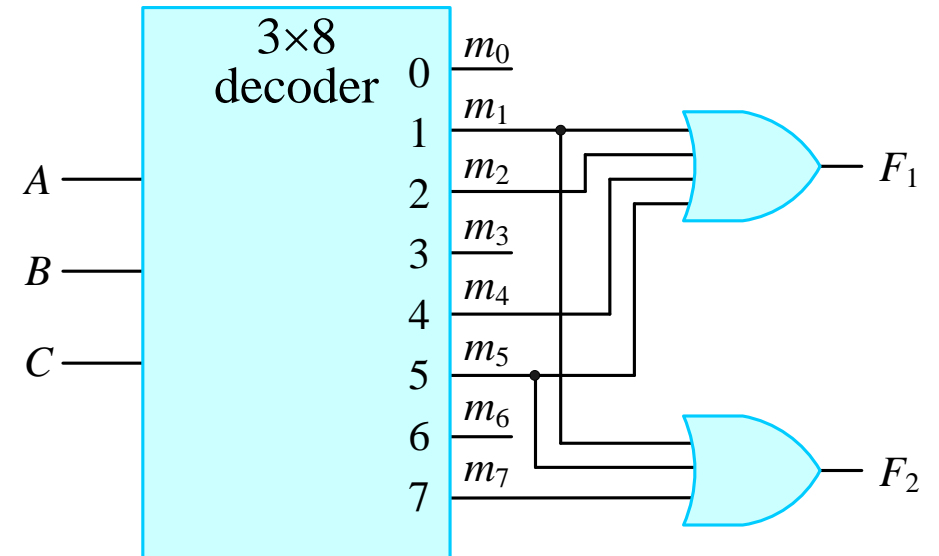 3×8
decoder
A
B
C
0 m₀
1 m₁
2 m₂
3 m₃
4 m₄
5 m₅
6 m₆
7 m₇
F₁
F₂